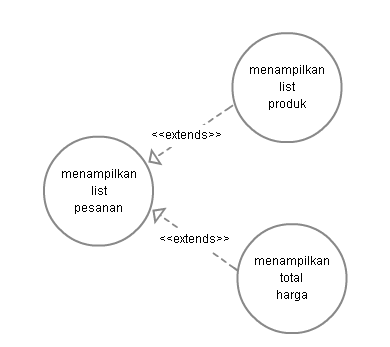 menampilkan
list
produk
<<extends>>
menampilkan
list
pesanan
<<extends>>
menampilkan
total
harga